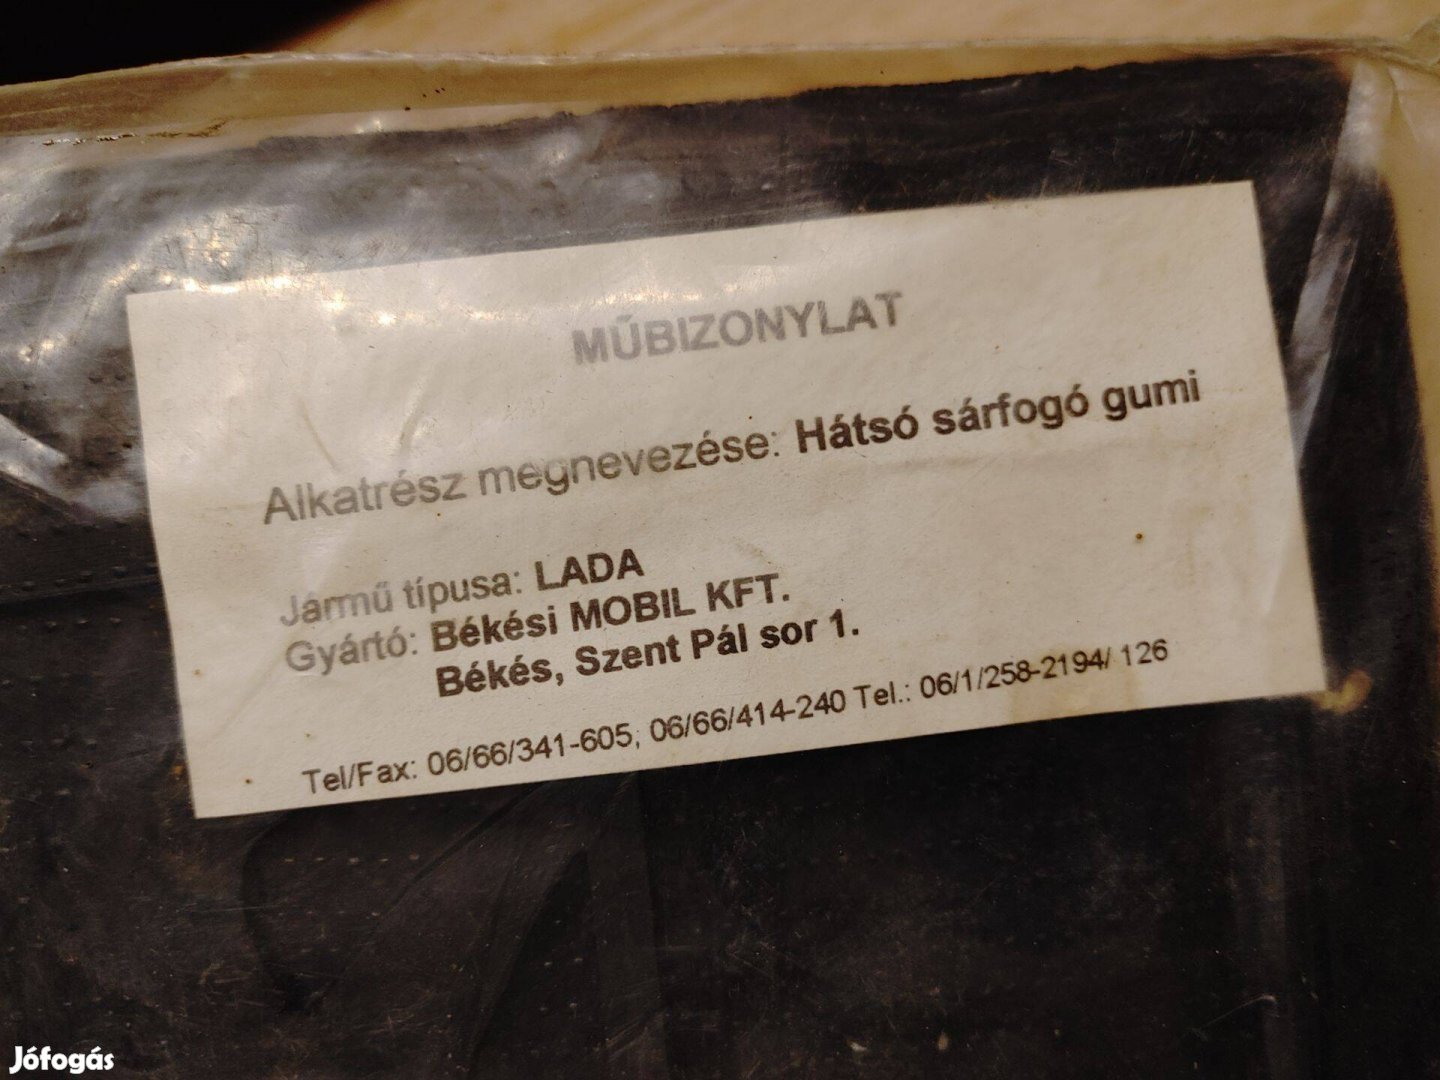 MŰBIZONYLAT
Alkatrész megnevezése: Hátsó sárfogó gumi
Jármű típusa: LADA
Gyártó: Békési MOBIL KFT.
Békés, Szent Pál sor 1.
Tel/Fax: 06/66/341-605; 06/66/414-240 Tel.: 06/1/258-2194/ 126
Jófogás